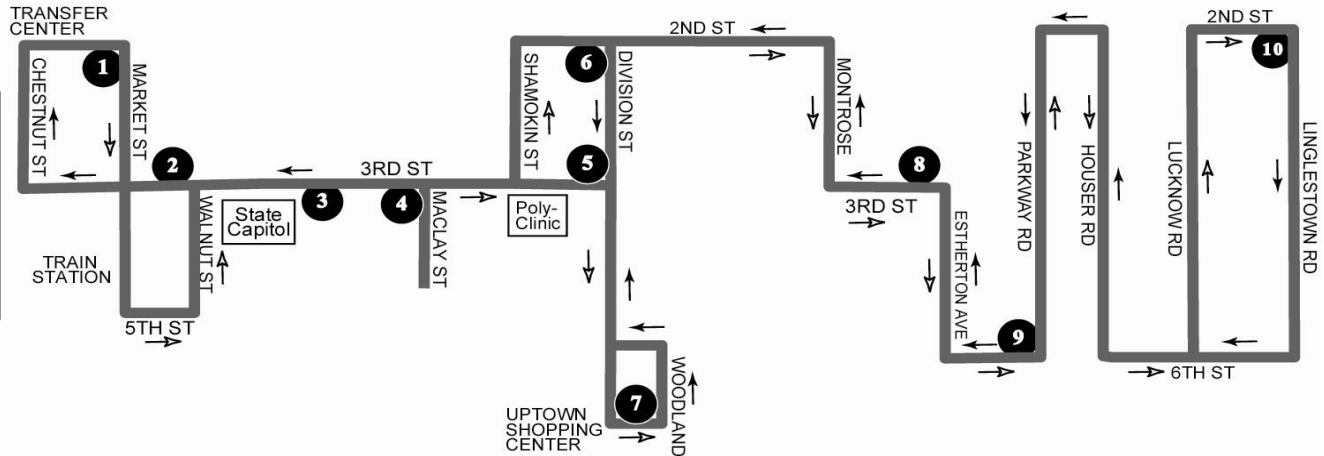 TRANSFER
CENTER
CHESTNUT ST
1
MARKET ST
2
WALNUT ST
TRAIN
STATION
5TH ST
State
Capitol
3
3RD ST
4
MACLAY ST
SHAMOKIN ST
6
5
DIVISION ST
Poly-
Clinic
UPTOWN
SHOPPING
CENTER
7
WOODLAND
2ND ST
MONTROSE
8
3RD ST
ESTHERTON AVE
9
PARKWAY RD
HOUSER RD
LUCKNOW RD
2ND ST
10
LINGLESTOWN RD
6TH ST